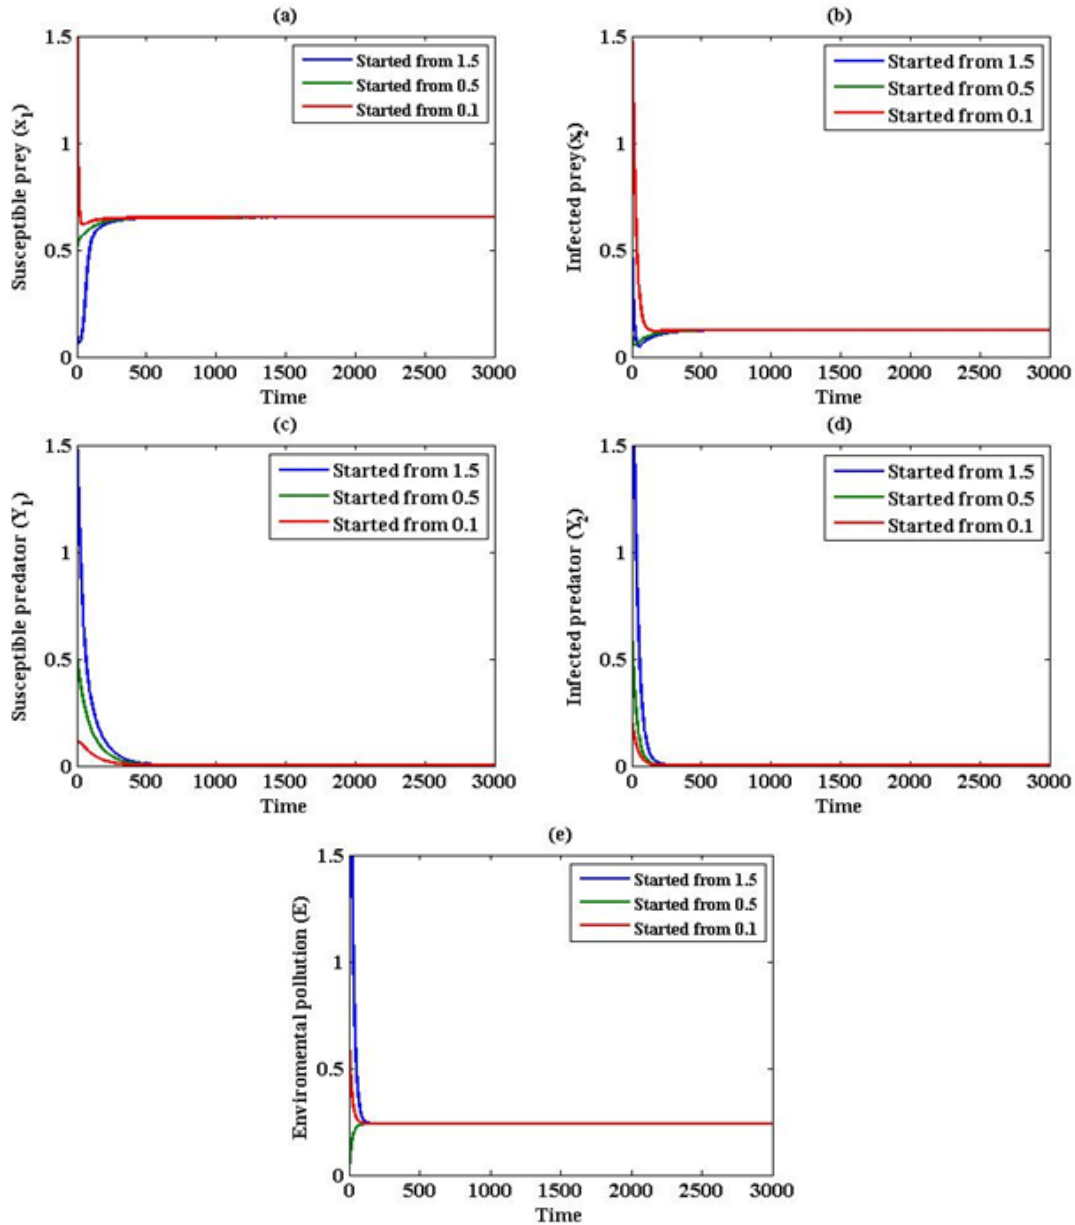 (a)
1.5
1
0.5
0
Susceptible prey (x1)
Started from 1.5
Started from 0.5
Started from 0.1
0 500 1000 1500 2000 2500 3000
Time
(b)
1.5
1
0.5
0
Infected prey(x2)
Started from 1.5
Started from 0.5
Started from 0.1
0 500 1000 1500 2000 2500 3000
Time
(c)
1.5
1
0.5
0
Susceptible predator (Y1)
Started from 1.5
Started from 0.5
Started from 0.1
0 500 1000 1500 2000 2500 3000
Time
(d)
1.5
1
0.5
0
Infected predator (Y2)
Started from 1.5
Started from 0.5
Started from 0.1
0 500 1000 1500 2000 2500 3000
Time
(e)
1.5
1
0.5
0
Enviromental pollution (E)
Started from 1.5
Started from 0.5
Started from 0.1
0 500 1000 1500 2000 2500 3000
Time